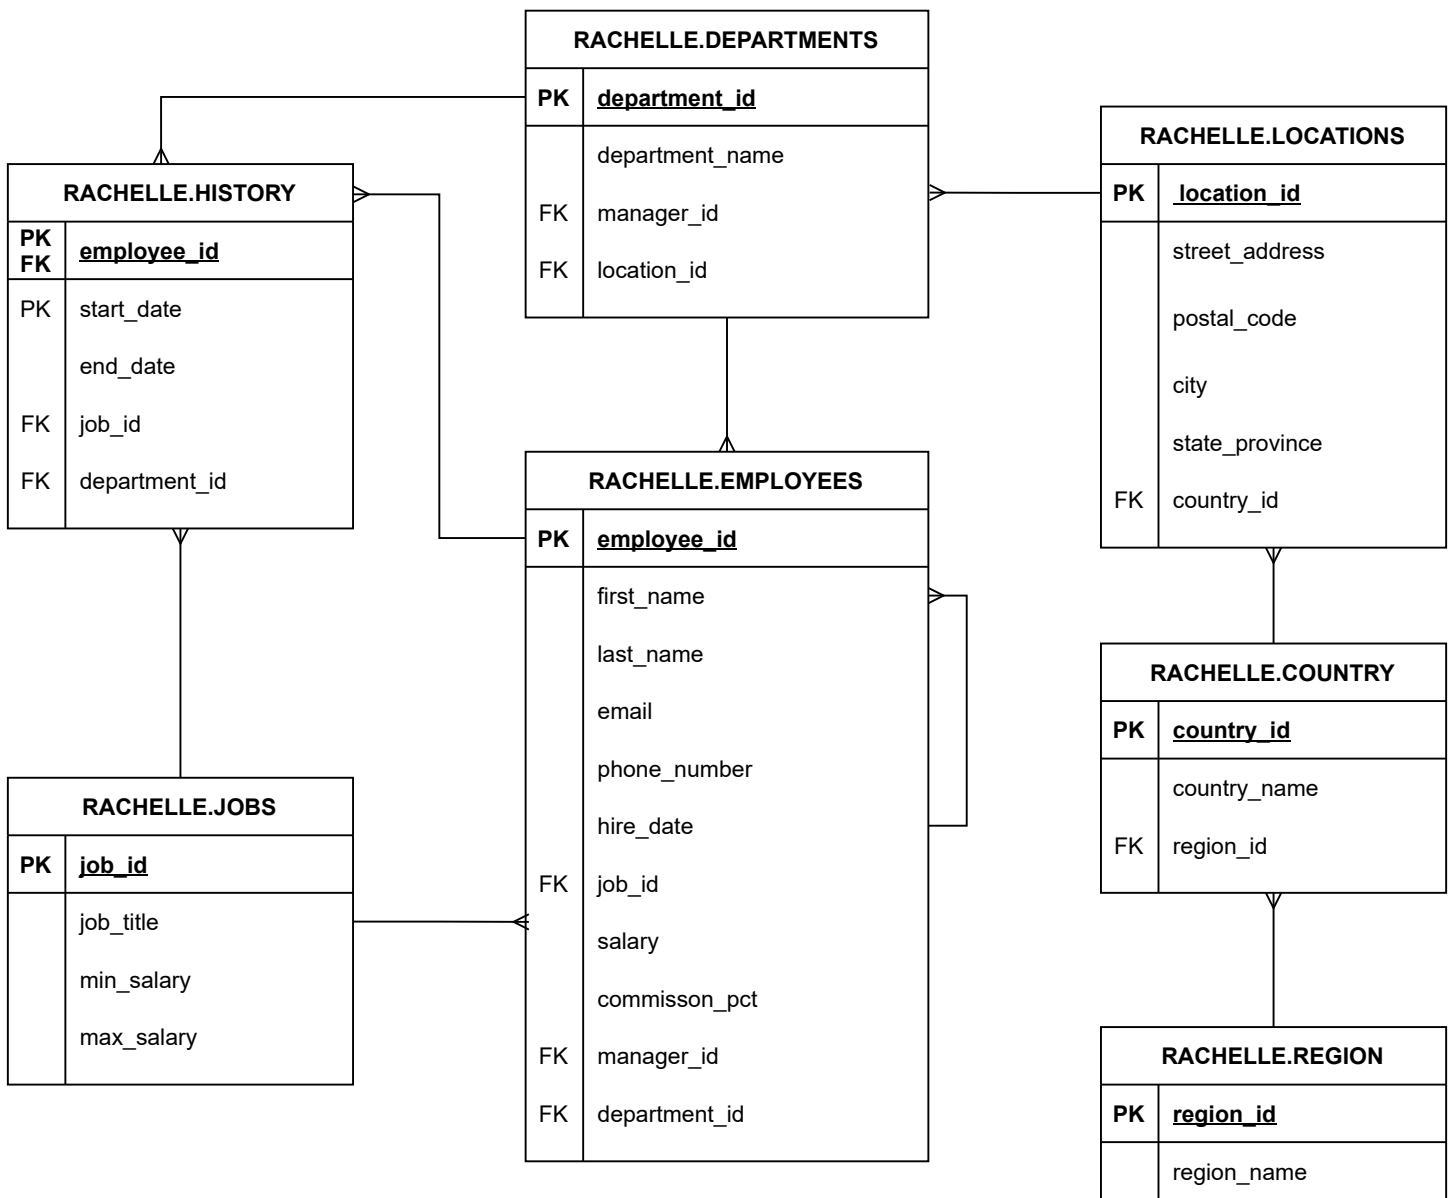 RACHELLE.DEPARTMENTS
PK department_id
department_name
FK manager_id
FK location_id
RACHELLE.LOCATIONS
PK location_id
street_address
postal_code
city
state_province
FK country_id
RACHELLE.HISTORY
PK
FK employee_id
PK start_date
end_date
FK job_id
FK department_id
RACHELLE.EMPLOYEES
PK employee_id
first_name
last_name
email
phone_number
hire_date
FK job_id
salary
commisson_pct
FK manager_id
FK department_id
RACHELLE.COUNTRY
PK country_id
country_name
FK region_id
RACHELLE.JOBS
PK job_id
job_title
min_salary
max_salary
RACHELLE.REGION
PK region_id
region_name